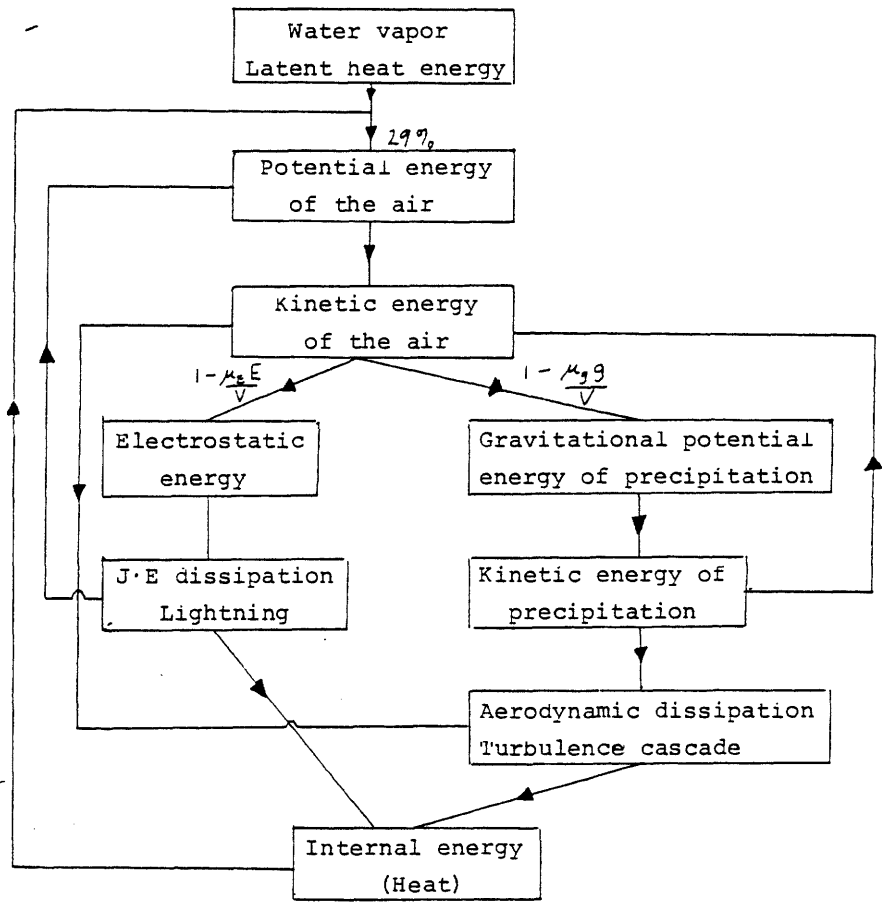 Water vapor
Latent heat energy
29%
Potential energy
of the air
Kinetic energy
of the air
1 - μ_E E / V
1 - μ_g g / V
Electrostatic
energy
Gravitational potential
energy of precipitation
J·E dissipation
Lightning
Kinetic energy of
precipitation
Aerodynamic dissipation
Turbulence cascade
Internal energy
(Heat)